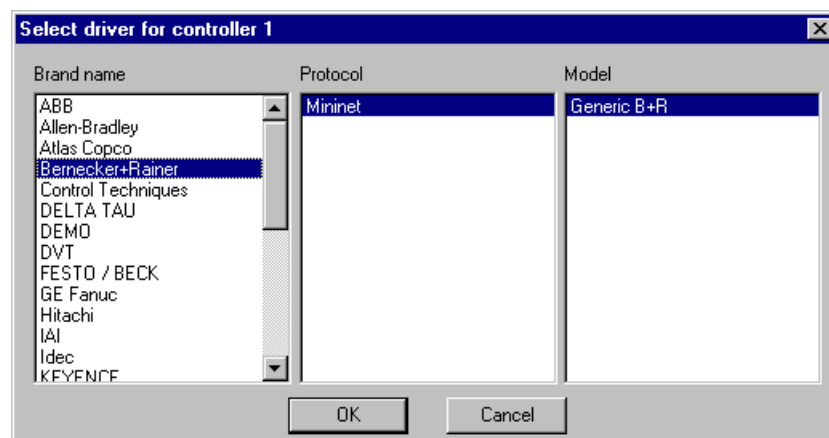 Select driver for controller 1
Brand name
Protocol
Model
ABB
Allen-Bradley
Atlas Copco
Bernecker+Rainer
Control Techniques
DELTA TAU
DEMO
DVT
FESTO / BECK
GE Fanuc
Hitachi
IAI
Idec
KEYENCE
Mininet
Generic B+R
OK
Cancel